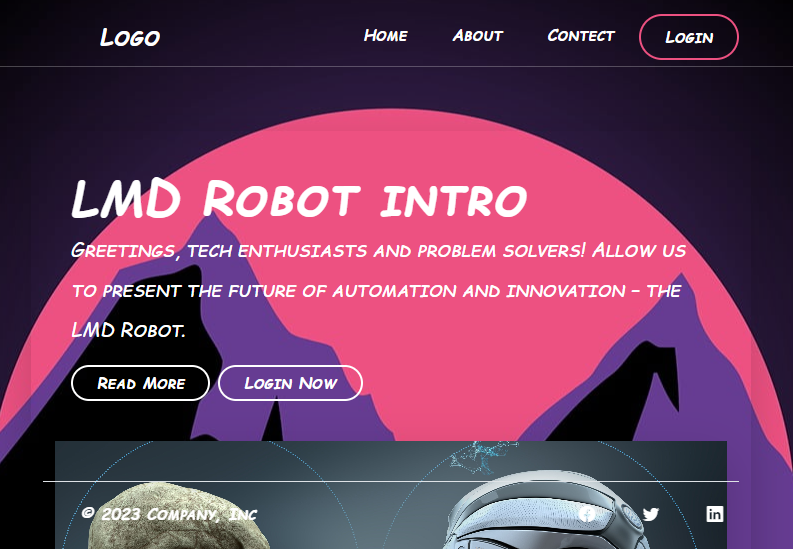 Logo
Home About Contect Login
LMD Robot intro
Greetings, tech enthusiasts and problem solvers! Allow us
to present the future of automation and innovation – the
LMD Robot.
Read More Login Now
© 2023 Company, Inc